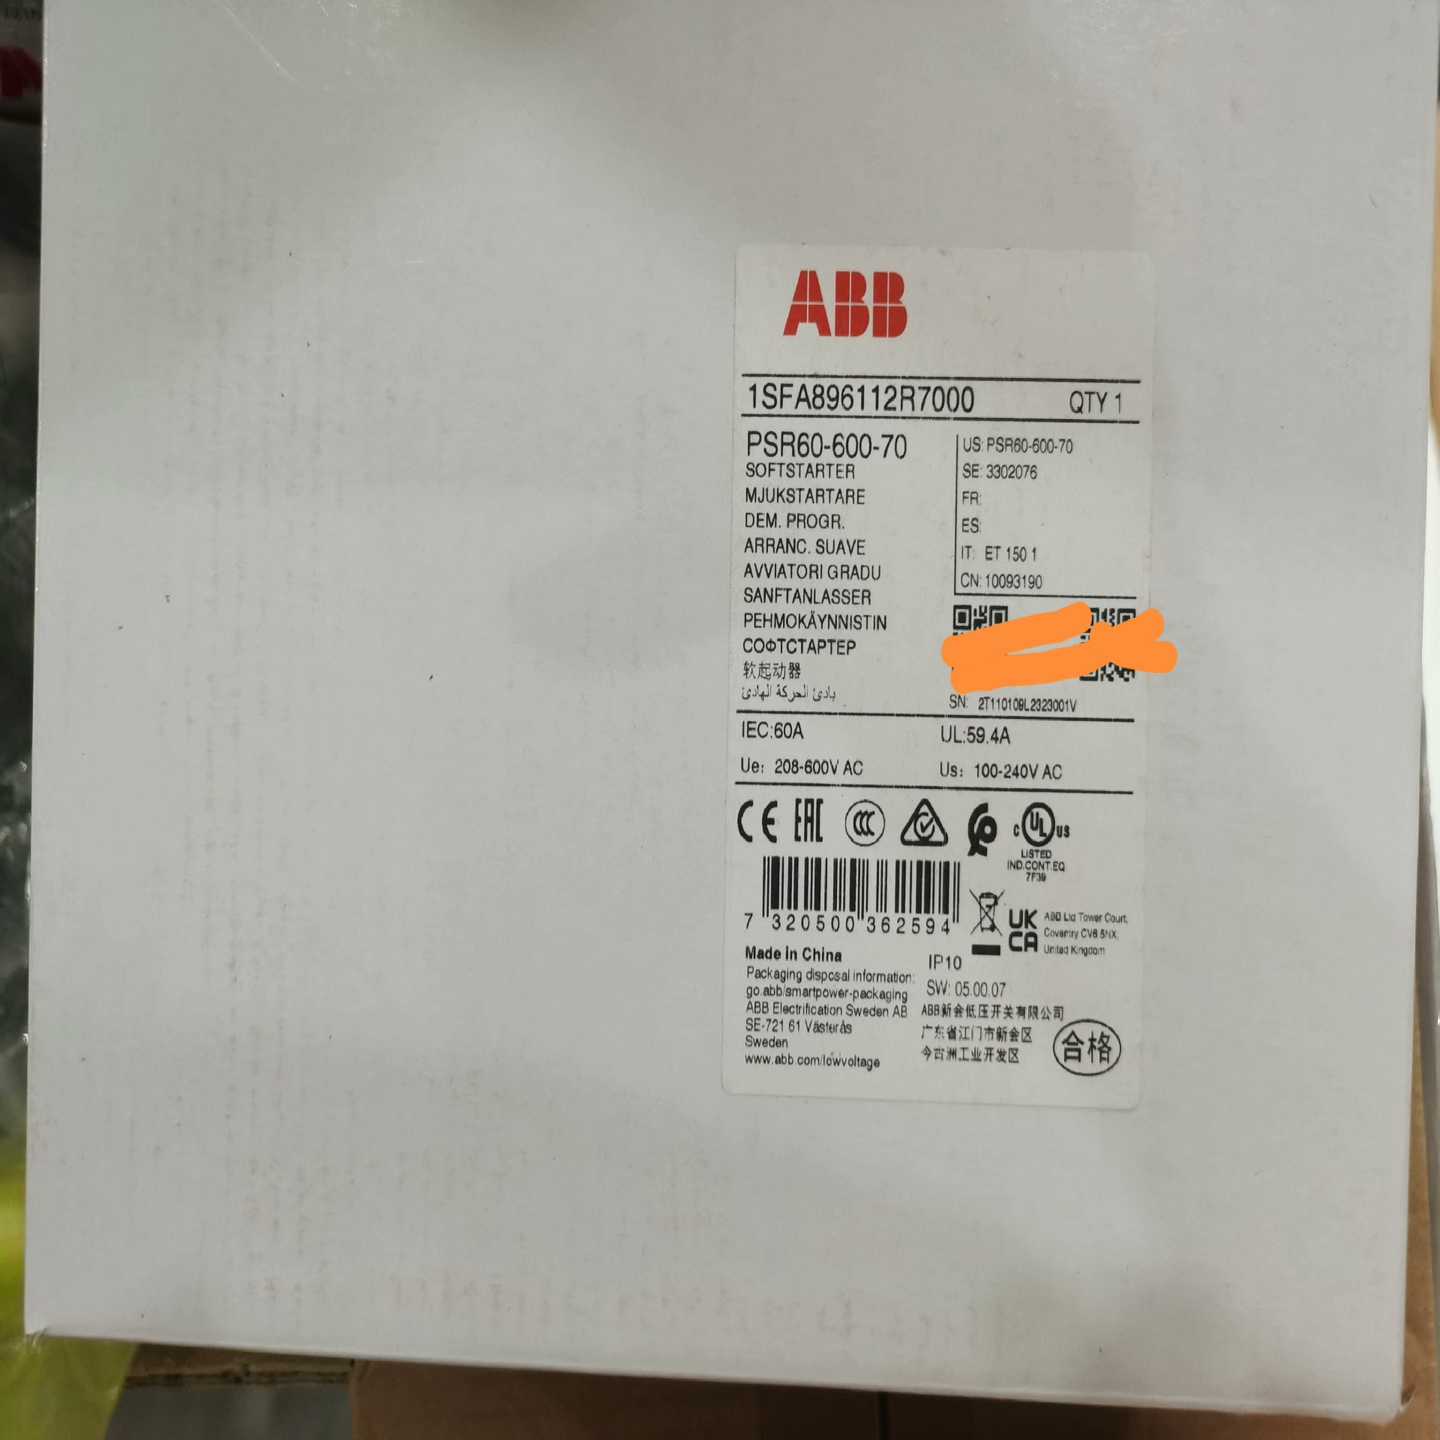 ABB
1SFA896112R7000 QTY 1
PSR60-600-70
SOFTSTARTER
MJUKSTARTARE
DEM. PROGR.
ARRANC. SUAVE
AVVIATORI GRADU
SANFTANLASSER
PEHMOKÄYNNISTIN
СОФТСТАРТЕР
软起动器
بادئ الحركة الهادئ
US: PSR60-600-70
SE: 3302076
FR:
ES:
IT: ET 150 1
CN: 10093190
SN: 2T110109L2323001V
IEC:60A UL:59.4A
Ue: 208-600V AC Us: 100-240V AC
CE EAC CCC
C UL US
LISTED
IND.CONT.EQ
7F39
7 320500 362594
UK
CA
ABB Ltd Tower Court,
Coventry CV6 5NX,
United Kingdom
Made in China
Packaging disposal information:
go.abb/smartpower-packaging
ABB Electrification Sweden AB
SE-721 61 Västerås
Sweden
www.abb.com/lowvoltage
IP10
SW: 05.00.07
ABB新会低压开关有限公司
广东省江门市新会区
今古洲工业开发区
合格